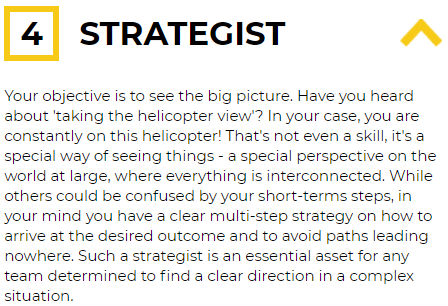 4 STRATEGIST
Your objective is to see the big picture. Have you heard
about 'taking the helicopter view'? In your case, you are
constantly on this helicopter! That's not even a skill, it's a
special way of seeing things - a special perspective on the
world at large, where everything is interconnected. While
others could be confused by your short-terms steps, in
your mind you have a clear multi-step strategy on how to
arrive at the desired outcome and to avoid paths leading
nowhere. Such a strategist is an essential asset for any
team determined to find a clear direction in a complex
situation.